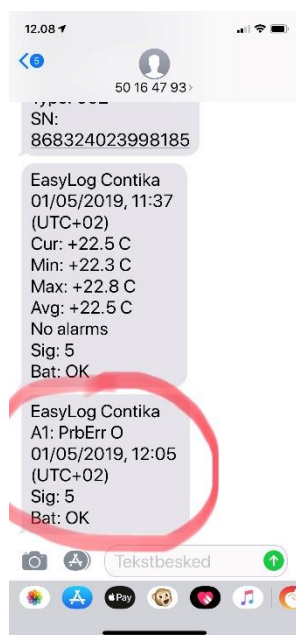 12.08
5
50 16 47 93
SN:
868324023998185
EasyLog Contika
01/05/2019, 11:37
(UTC+02)
Cur: +22.5 C
Min: +22.3 C
Max: +22.8 C
Avg: +22.5 C
No alarms
Sig: 5
Bat: OK
EasyLog Contika
A1: PrbErr O
01/05/2019, 12:05
(UTC+02)
Sig: 5
Bat: OK
Tekstbesked
Pay